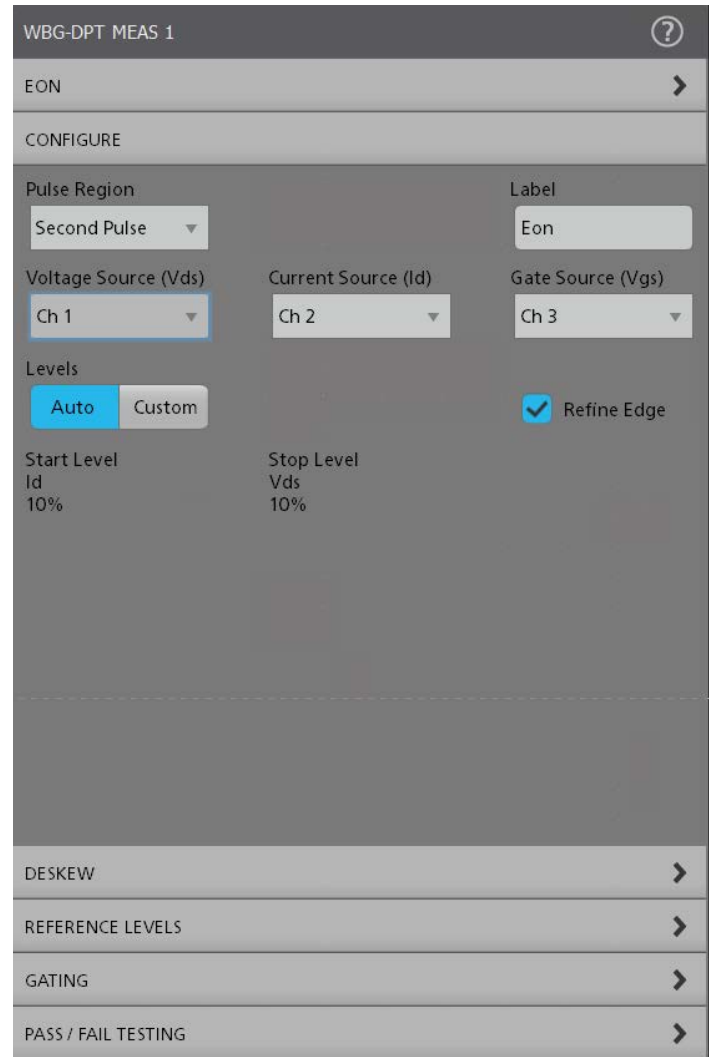 WBG-DPT MEAS 1 ?
EON
CONFIGURE
Pulse Region Label
Second Pulse Eon
Voltage Source (Vds) Current Source (Id) Gate Source (Vgs)
Ch 1 Ch 2 Ch 3
Levels
Auto Custom Refine Edge
Start Level Stop Level
Id Vds
10% 10%
DESKEW
REFERENCE LEVELS
GATING
PASS / FAIL TESTING